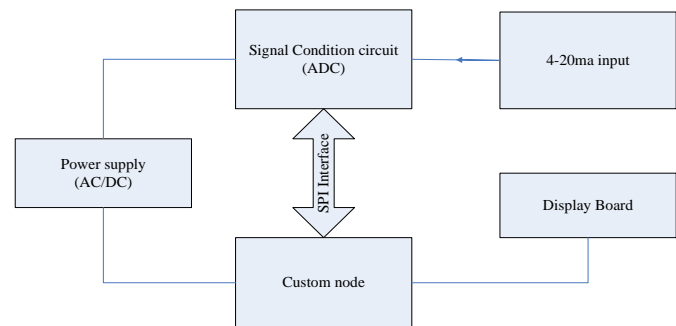 Signal Condition circuit
(ADC)
4-20ma input
SPI Interface
Power supply
(AC/DC)
Display Board
Custom node